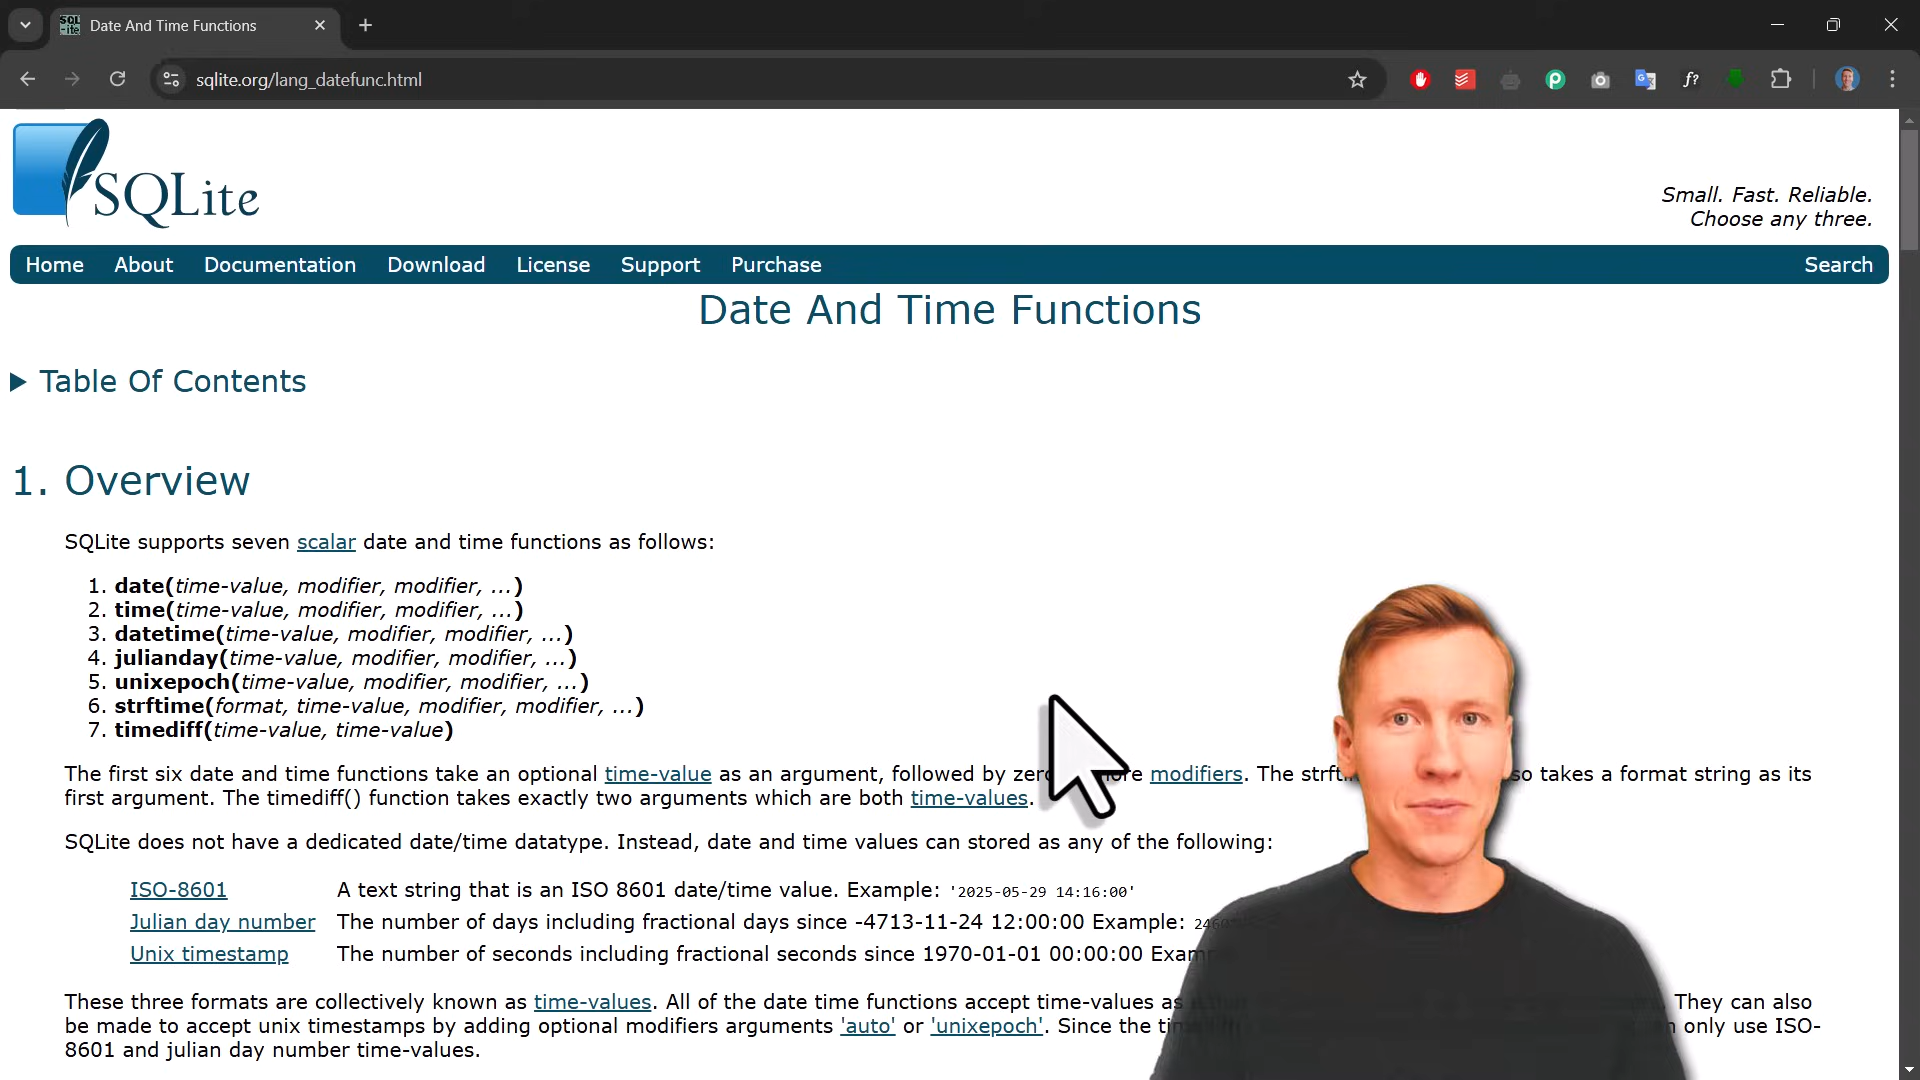 Date And Time Functions
sqlite.org/lang_datefunc.html
SQLite
Small. Fast. Reliable.
Choose any three.
Home About Documentation Download License Support Purchase Search
Date And Time Functions
Table Of Contents
1. Overview
SQLite supports seven scalar date and time functions as follows:
1. date(time-value, modifier, modifier, ...)
2. time(time-value, modifier, modifier, ...)
3. datetime(time-value, modifier, modifier, ...)
4. julianday(time-value, modifier, modifier, ...)
5. unixepoch(time-value, modifier, modifier, ...)
6. strftime(format, time-value, modifier, modifier, ...)
7. timediff(time-value, time-value)
The first six date and time functions take an optional time-value as an argument, followed by modifiers. The takes a format string as its
first argument. The timediff() function takes exactly two arguments which are both time-values.
SQLite does not have a dedicated date/time datatype. Instead, date and time values can stored as any of the following:
ISO-8601 A text string that is an ISO 8601 date/time value. Example: '2025-05-29 14:16:00'
Julian day number The number of days including fractional days since -4713-11-24 12:00:00 Example:
Unix timestamp The number of seconds including fractional seconds since 1970-01-01 00:00:00
These three formats are collectively known as time-values. All of the date time functions accept time-values as They can also
be made to accept unix timestamps by adding optional modifiers arguments 'auto' or 'unixepoch'. Since the only use ISO-
8601 and julian day number time-values.